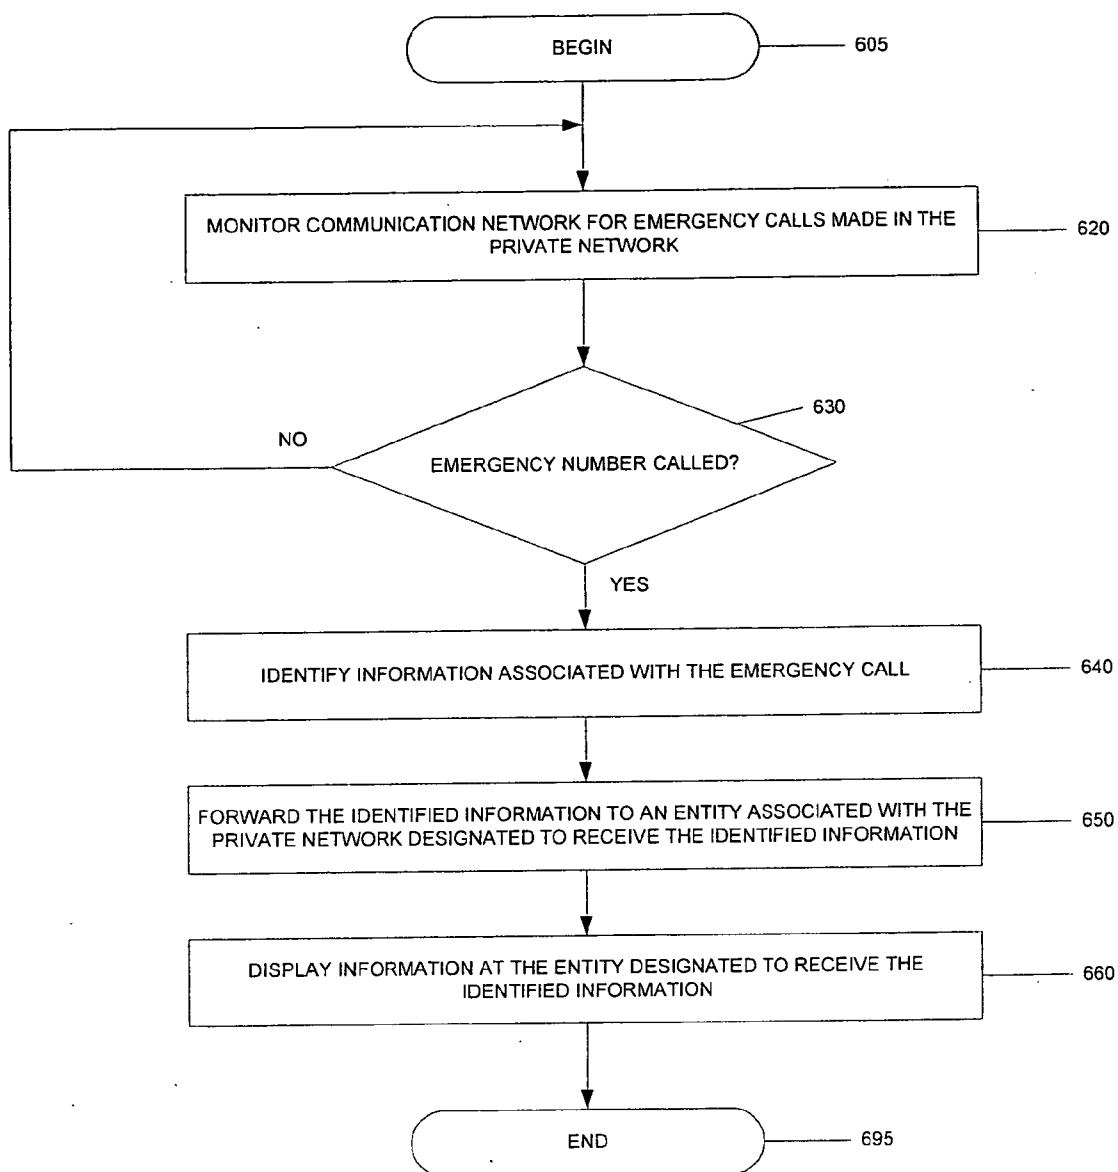 BEGIN
605
MONITOR COMMUNICATION NETWORK FOR EMERGENCY CALLS MADE IN THE
PRIVATE NETWORK
620
630
NO
EMERGENCY NUMBER CALLED?
YES
IDENTIFY INFORMATION ASSOCIATED WITH THE EMERGENCY CALL
640
FORWARD THE IDENTIFIED INFORMATION TO AN ENTITY ASSOCIATED WITH THE
PRIVATE NETWORK DESIGNATED TO RECEIVE THE IDENTIFIED INFORMATION
650
DISPLAY INFORMATION AT THE ENTITY DESIGNATED TO RECEIVE THE
IDENTIFIED INFORMATION
660
END
695